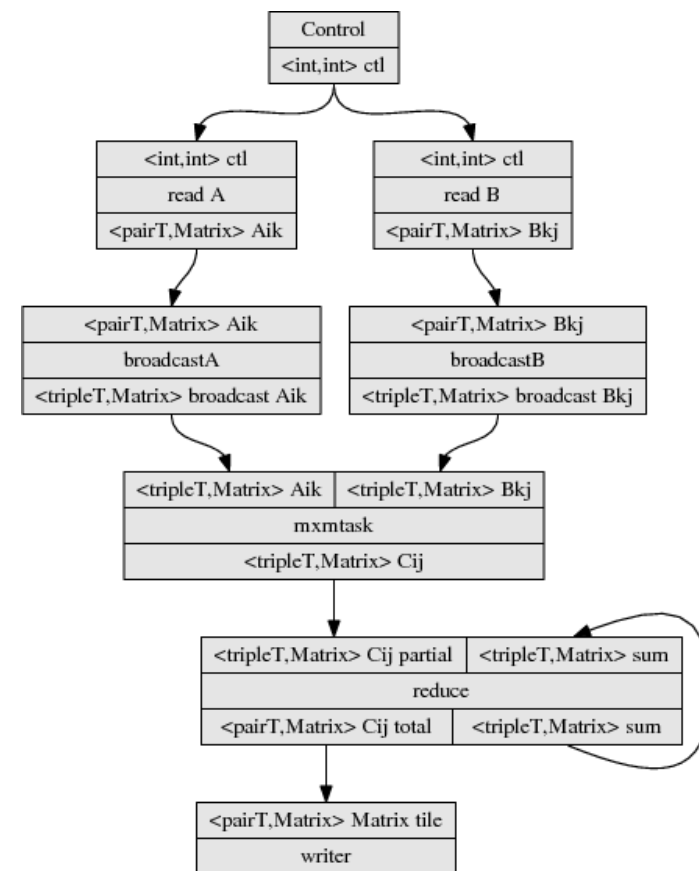 Control
<int,int> ctl
<int,int> ctl
read A
<pairT,Matrix> Aik
<int,int> ctl
read B
<pairT,Matrix> Bkj
<pairT,Matrix> Aik
broadcastA
<tripleT,Matrix> broadcast Aik
<pairT,Matrix> Bkj
broadcastB
<tripleT,Matrix> broadcast Bkj
<tripleT,Matrix> Aik
<tripleT,Matrix> Bkj
mxmtask
<tripleT,Matrix> Cij
<tripleT,Matrix> Cij partial
<tripleT,Matrix> sum
reduce
<pairT,Matrix> Cij total
<tripleT,Matrix> sum
<pairT,Matrix> Matrix tile
writer